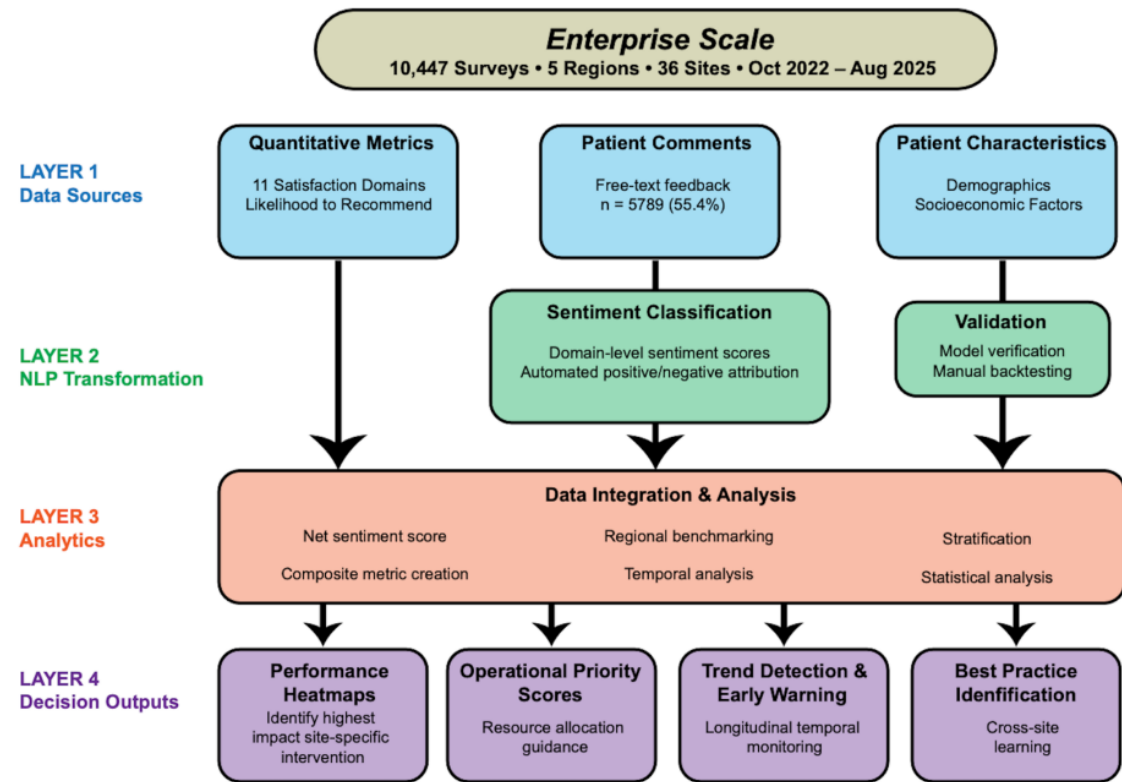 Enterprise Scale
10,447 Surveys • 5 Regions • 36 Sites • Oct 2022 – Aug 2025
LAYER 1
Data Sources
Quantitative Metrics
11 Satisfaction Domains
Likelihood to Recommend
Patient Comments
Free-text feedback
n = 5789 (55.4%)
Patient Characteristics
Demographics
Socioeconomic Factors
LAYER 2
NLP Transformation
Sentiment Classification
Domain-level sentiment scores
Automated positive/negative attribution
Validation
Model verification
Manual backtesting
LAYER 3
Analytics
Data Integration & Analysis
Net sentiment score
Regional benchmarking
Stratification
Composite metric creation
Temporal analysis
Statistical analysis
LAYER 4
Decision Outputs
Performance
Heatmaps
Identify highest
impact site-specific
intervention
Operational Priority
Scores
Resource allocation
guidance
Trend Detection &
Early Warning
Longitudinal temporal
monitoring
Best Practice
Idenfification
Cross-site
learning